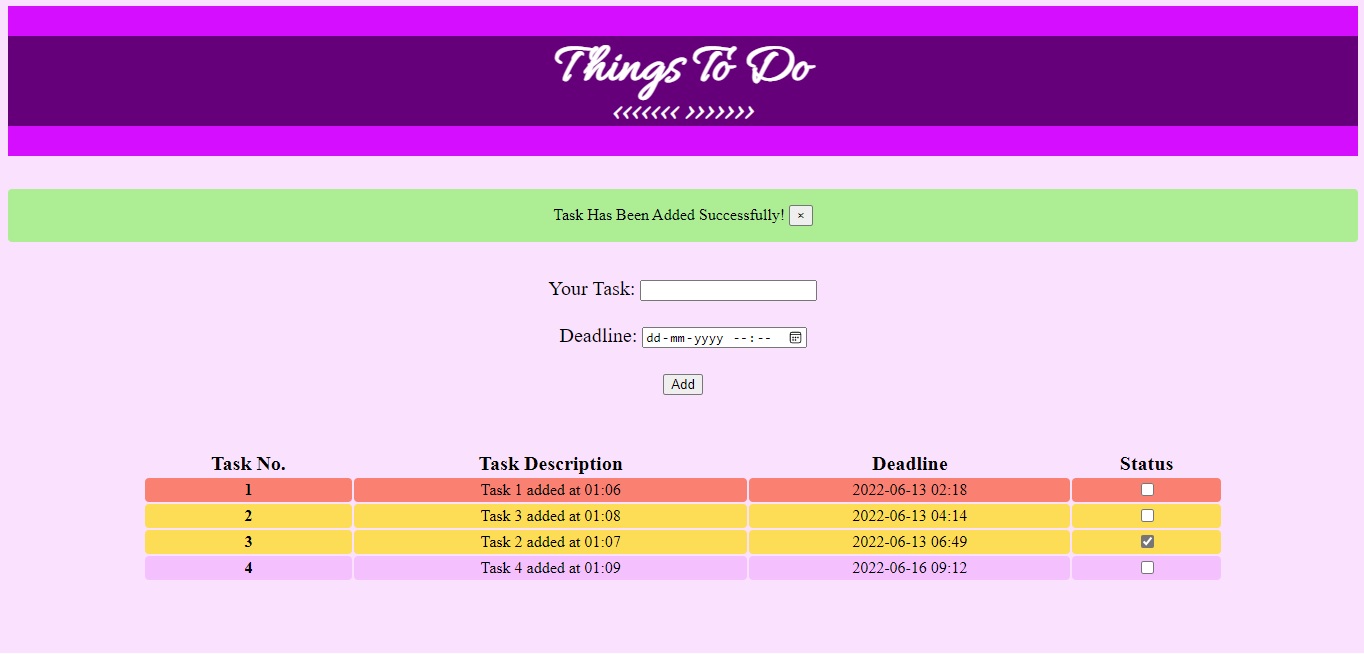 Things To Do
<<<<<<< >>>>>>>
Task Has Been Added Successfully! ×
Your Task:
Deadline: dd-mm-yyyy --:--
Add
Task No. Task Description Deadline Status
1 Task 1 added at 01:06 2022-06-13 02:18
2 Task 3 added at 01:08 2022-06-13 04:14
3 Task 2 added at 01:07 2022-06-13 06:49
4 Task 4 added at 01:09 2022-06-16 09:12